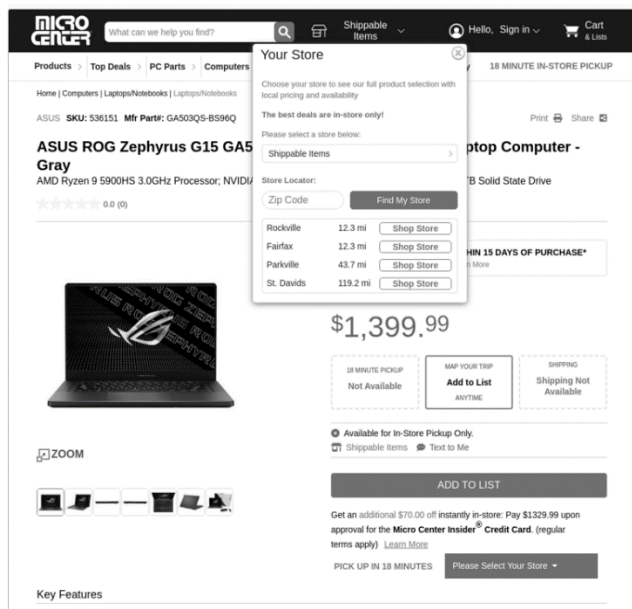 MICRO CENTER
What can we help you find?
Shippable Items
Hello, Sign in
Cart & Lists
Products
Top Deals
PC Parts
Computers
18 MINUTE IN-STORE PICKUP
Home | Computers | Laptops/Notebooks | Laptops/Notebooks
ASUS SKU: 536151 Mfr Part#: GA503QS-BS96Q
Print Share
ASUS ROG Zephyrus G15 GA5
ptop Computer -
Gray
AMD Ryzen 9 5900HS 3.0GHz Processor; NVIDIA
TB Solid State Drive
0.0 (0)
Your Store
Choose your store to see our full product selection with
local pricing and availability
The best deals are in-store only!
Please select a store below:
Shippable Items
Store Locator:
Zip Code
Find My Store
Rockville 12.3 mi Shop Store
Fairfax 12.3 mi Shop Store
Parkville 43.7 mi Shop Store
St. Davids 119.2 mi Shop Store
HIN 15 DAYS OF PURCHASE*
More
$1,399.99
18 MINUTE PICKUP
Not Available
MAP YOUR TRIP
Add to List
ANYTIME
SHIPPING
Shipping Not
Available
Available for In-Store Pickup Only.
Shippable Items Text to Me
ZOOM
ADD TO LIST
Get an additional $70.00 off instantly in-store: Pay $1329.99 upon
approval for the Micro Center Insider® Credit Card. (regular
terms apply) Learn More
PICK UP IN 18 MINUTES
Please Select Your Store
Key Features